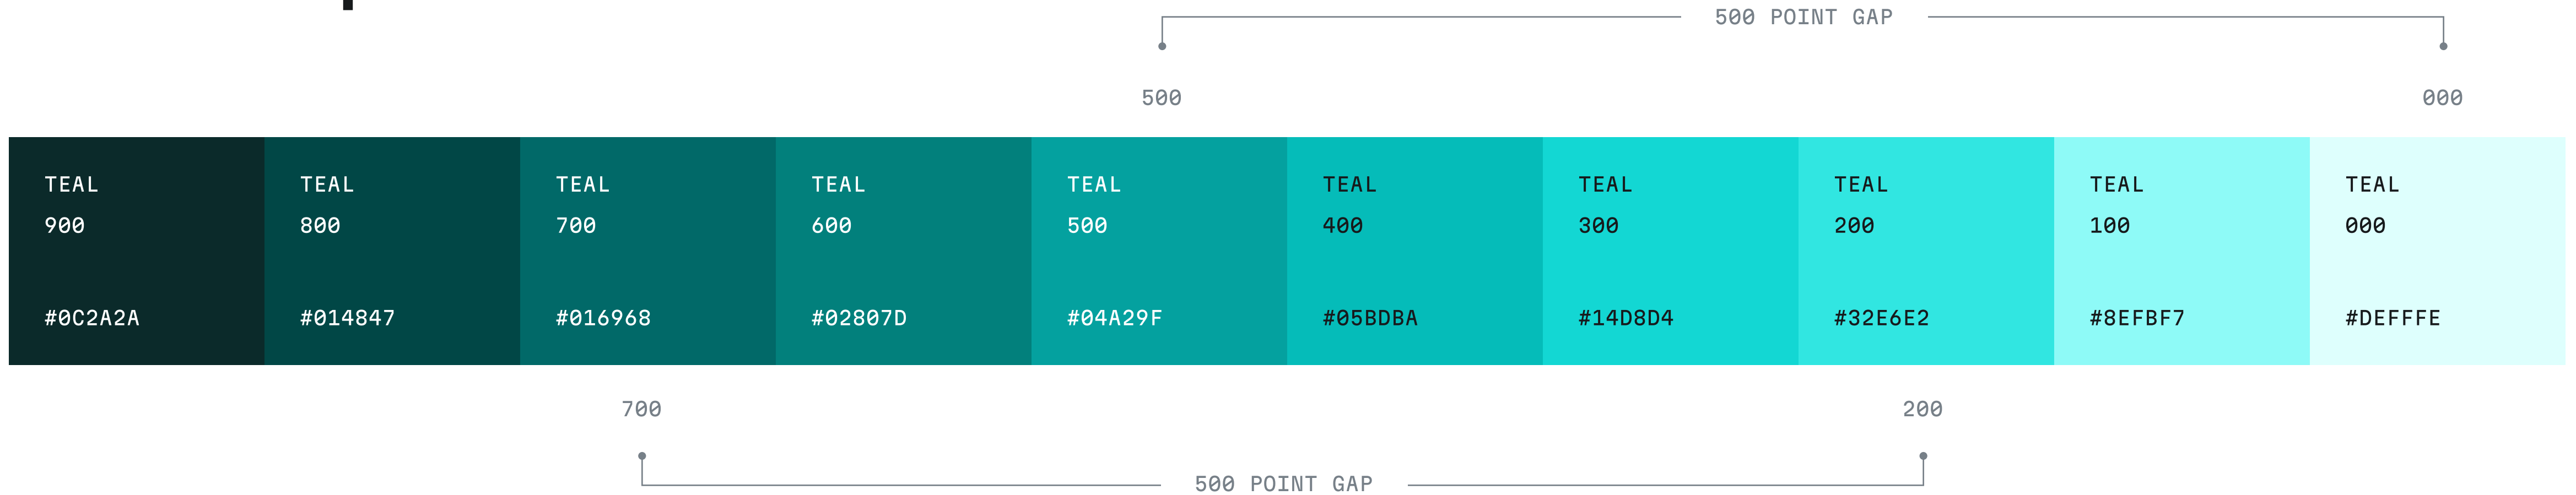 500 POINT GAP
500
000
TEAL
900
#0C2A2A
TEAL
800
#014847
TEAL
700
#016968
TEAL
600
#02807D
TEAL
500
#04A29F
TEAL
400
#05BDBA
TEAL
300
#14D8D4
TEAL
200
#32E6E2
TEAL
100
#8EFBF7
TEAL
000
#DEFFFE
700
200
500 POINT GAP